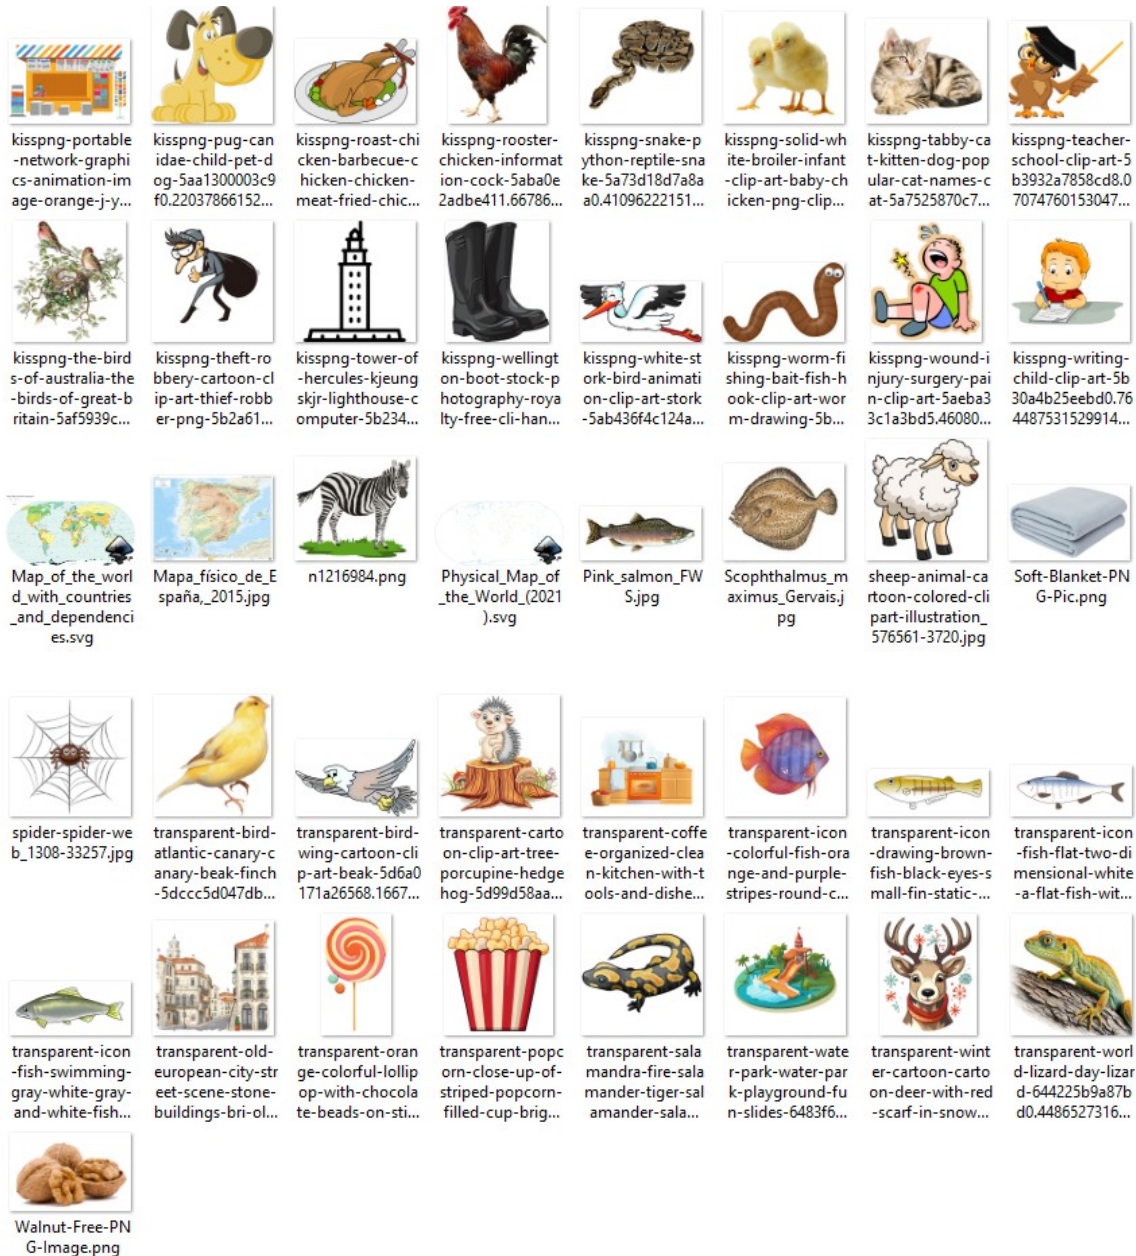 kisspng-portable
-network-graphi
cs-animation-im
age-orange-j-y...
kisspng-pug-can
idae-child-pet-d
og-5aa1300003c9
f0.22037866152...
kisspng-roast-chi
cken-barbecue-c
hicken-chicken-
meat-fried-chic...
kisspng-rooster-
chicken-informat
ion-cock-5aba0e
2adbe411.66786...
kisspng-snake-p
ython-reptile-sna
ke-5a73d18d7a8a
a0.41096222151...
kisspng-solid-wh
ite-broiler-infant
-clip-art-baby-ch
icken-png-clip...
kisspng-tabby-ca
t-kitten-dog-pop
ular-cat-names-c
at-5a7525870c7...
kisspng-teacher-
school-clip-art-5
b3932a7858cd8.0
7074760153047...
kisspng-the-bird
s-of-australia-the
-birds-of-great-b
ritain-5af5939c...
kisspng-theft-ro
bbery-cartoon-cl
ip-art-thief-robb
er-png-5b2a61...
kisspng-tower-of
-hercules-kjeung
skjr-lighthouse-c
omputer-5b234...
kisspng-wellingt
on-boot-stock-p
hotography-roya
lty-free-cli-han...
kisspng-white-st
ork-bird-animati
on-clip-art-stork
-5ab436f4c124a...
kisspng-worm-fi
shing-bait-fish-h
ook-clip-art-wor
m-drawing-5b...
kisspng-wound-i
njury-surgery-pai
n-clip-art-5aeba3
3c1a3bd5.46080...
kisspng-writing-
child-clip-art-5b
30a4b25eebd0.76
4487531529914...
Map_of_the_worl
d_with_countries
_and_dependenci
es.svg
Mapa_físico_de_E
spaña,_2015.jpg
n1216984.png
Physical_Map_of
_the_World_(2021
).svg
Pink_salmon_FW
S.jpg
Scophthalmus_m
aximus_Gervais.j
pg
sheep-animal-ca
rtoon-colored-cli
part-illustration_
576561-3720.jpg
Soft-Blanket-PN
G-Pic.png
spider-spider-we
b_1308-33257.jpg
transparent-bird-
atlantic-canary-c
anary-beak-finch
-5dccc5d047db...
transparent-bird-
wing-cartoon-cli
p-art-beak-5d6a0
171a26568.1667...
transparent-carto
on-clip-art-tree-
porcupine-hedge
hog-5d99d58aa...
transparent-coffe
e-organized-clea
n-kitchen-with-t
ools-and-dishe...
transparent-icon
-colorful-fish-ora
nge-and-purple-
stripes-round-c...
transparent-icon
-drawing-brown-
fish-black-eyes-s
mall-fin-static-...
transparent-icon
-fish-flat-two-di
mensional-white
-a-flat-fish-wit...
transparent-icon
-fish-swimming-
gray-white-gray-
and-white-fish...
transparent-old-
european-city-str
eet-scene-stone-
buildings-bri-ol...
transparent-oran
ge-colorful-lollip
op-with-chocola
te-beads-on-sti...
transparent-popc
orn-close-up-of-
striped-popcorn-
filled-cup-brig...
transparent-sala
mandra-fire-sala
mander-tiger-sal
amander-sala...
transparent-wate
r-park-water-par
k-playground-fu
n-slides-6483f6...
transparent-wint
er-cartoon-carto
on-deer-with-red
-scarf-in-snow...
transparent-worl
d-lizard-day-lizar
d-644225b9a87b
d0.4486527316...
Walnut-Free-PN
G-Image.png